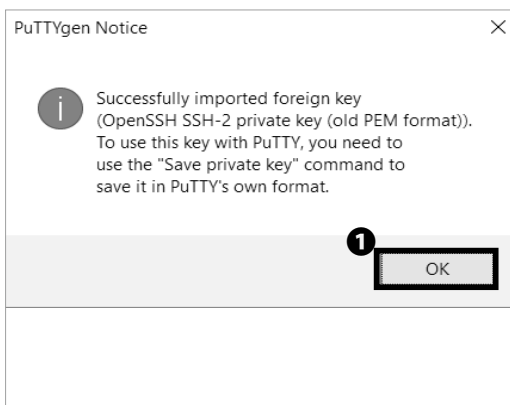 PuTTYgen Notice
Successfully imported foreign key
(OpenSSH SSH-2 private key (old PEM format)).
To use this key with PuTTY, you need to
use the "Save private key" command to
save it in PuTTY's own format.
1
OK